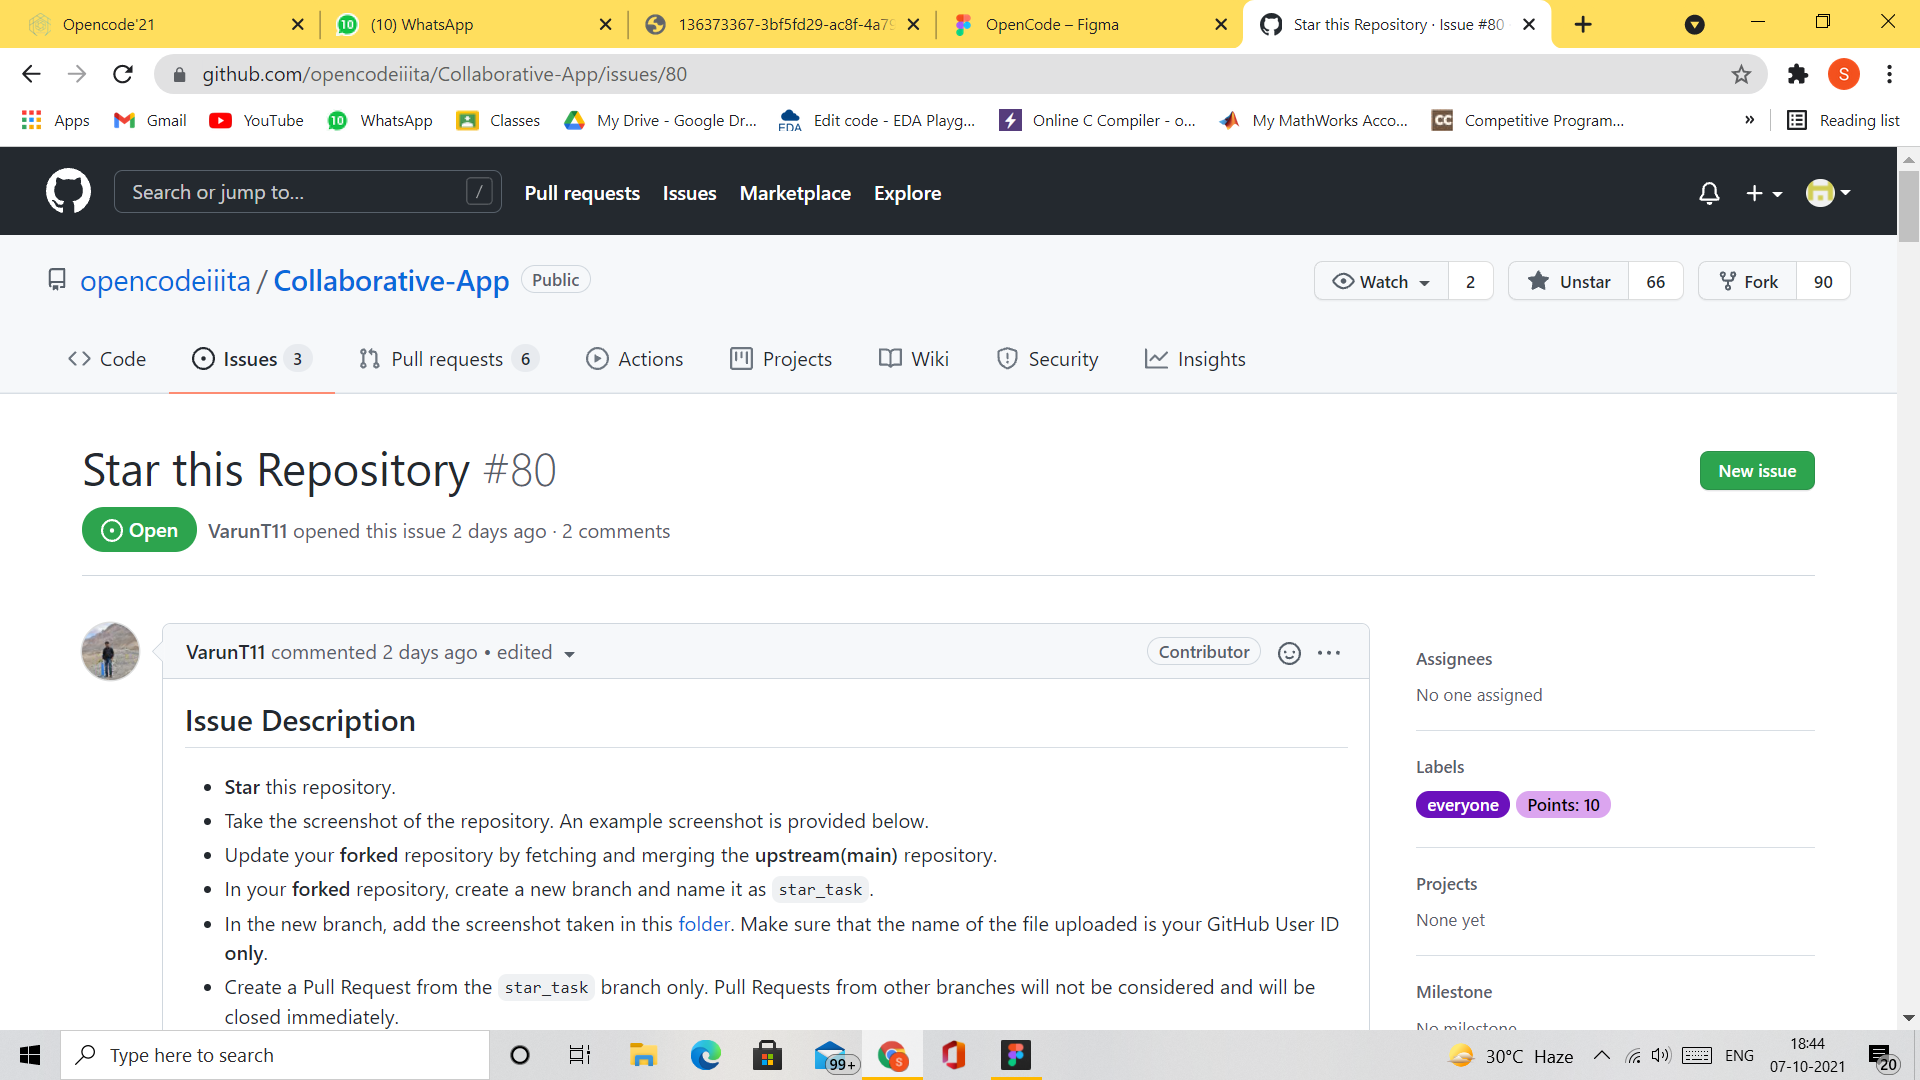 Opencode'21
(10) WhatsApp
136373367-3bf5fd29-ac8f-4a79
OpenCode – Figma
Star this Repository · Issue #80
github.com/opencodeiiita/Collaborative-App/issues/80
S
Apps
Gmail
YouTube
10
WhatsApp
Classes
My Drive - Google Dr...
EDA
Edit code - EDA Playg...
Online C Compiler - o...
My MathWorks Acco...
CC
Competitive Program...
»
Reading list
Search or jump to...
/
Pull requests
Issues
Marketplace
Explore
opencodeiiita / Collaborative-App
Public
Watch
2
Unstar
66
Fork
90
Code
Issues 3
Pull requests 6
Actions
Projects
Wiki
Security
Insights
Star this Repository #80
New issue
Open
VarunT11 opened this issue 2 days ago · 2 comments
VarunT11 commented 2 days ago • edited
Contributor
Issue Description
• Star this repository.
• Take the screenshot of the repository. An example screenshot is provided below.
• Update your forked repository by fetching and merging the upstream(main) repository.
• In your forked repository, create a new branch and name it as star_task.
• In the new branch, add the screenshot taken in this folder. Make sure that the name of the file uploaded is your GitHub User ID
only.
• Create a Pull Request from the star_task branch only. Pull Requests from other branches will not be considered and will be
closed immediately.
Assignees
No one assigned
Labels
everyone
Points: 10
Projects
None yet
Milestone
No milestone
Type here to search
99+
S
30°C Haze
ENG
18:44
07-10-2021
20